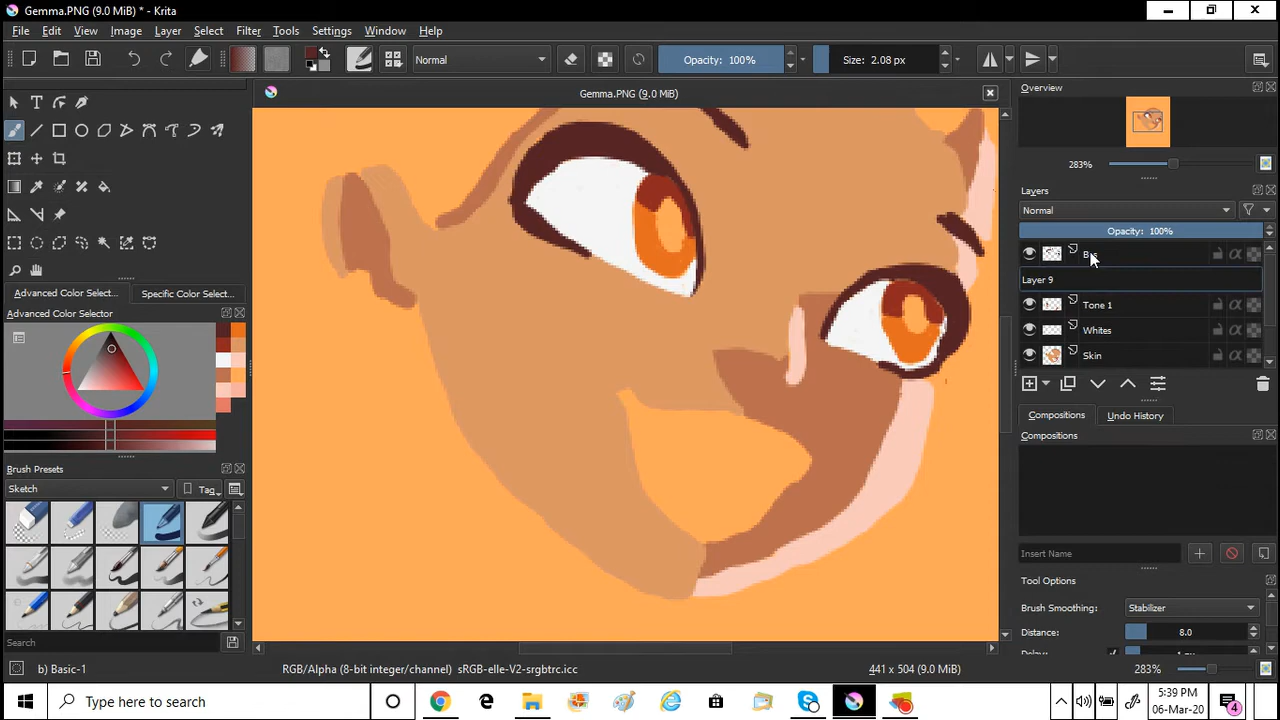 Gemma.PNG (9.0 MiB) * - Krita
File Edit View Image Layer Select Filter Tools Settings Window Help
Normal Opacity: 100% Size: 2.08 px
Gemma.PNG (9.0 MiB)
Overview
283%
Layers
Normal
Opacity: 100%
Layer 9
Tone 1
Whites
Skin
Advanced Color Select... Specific Color Select...
Advanced Color Selector
Compositions Undo History
Compositions
Brush Presets
Sketch Tag
Insert Name
Tool Options
Brush Smoothing: Stabilizer
Distance: 8.0
Search
b) Basic-1 RGB/Alpha (8-bit integer/channel) sRGB-elle-V2-srgbtrc.icc 441 x 504 (9.0 MiB) 283%
Type here to search
5:39 PM
06-Mar-20
4